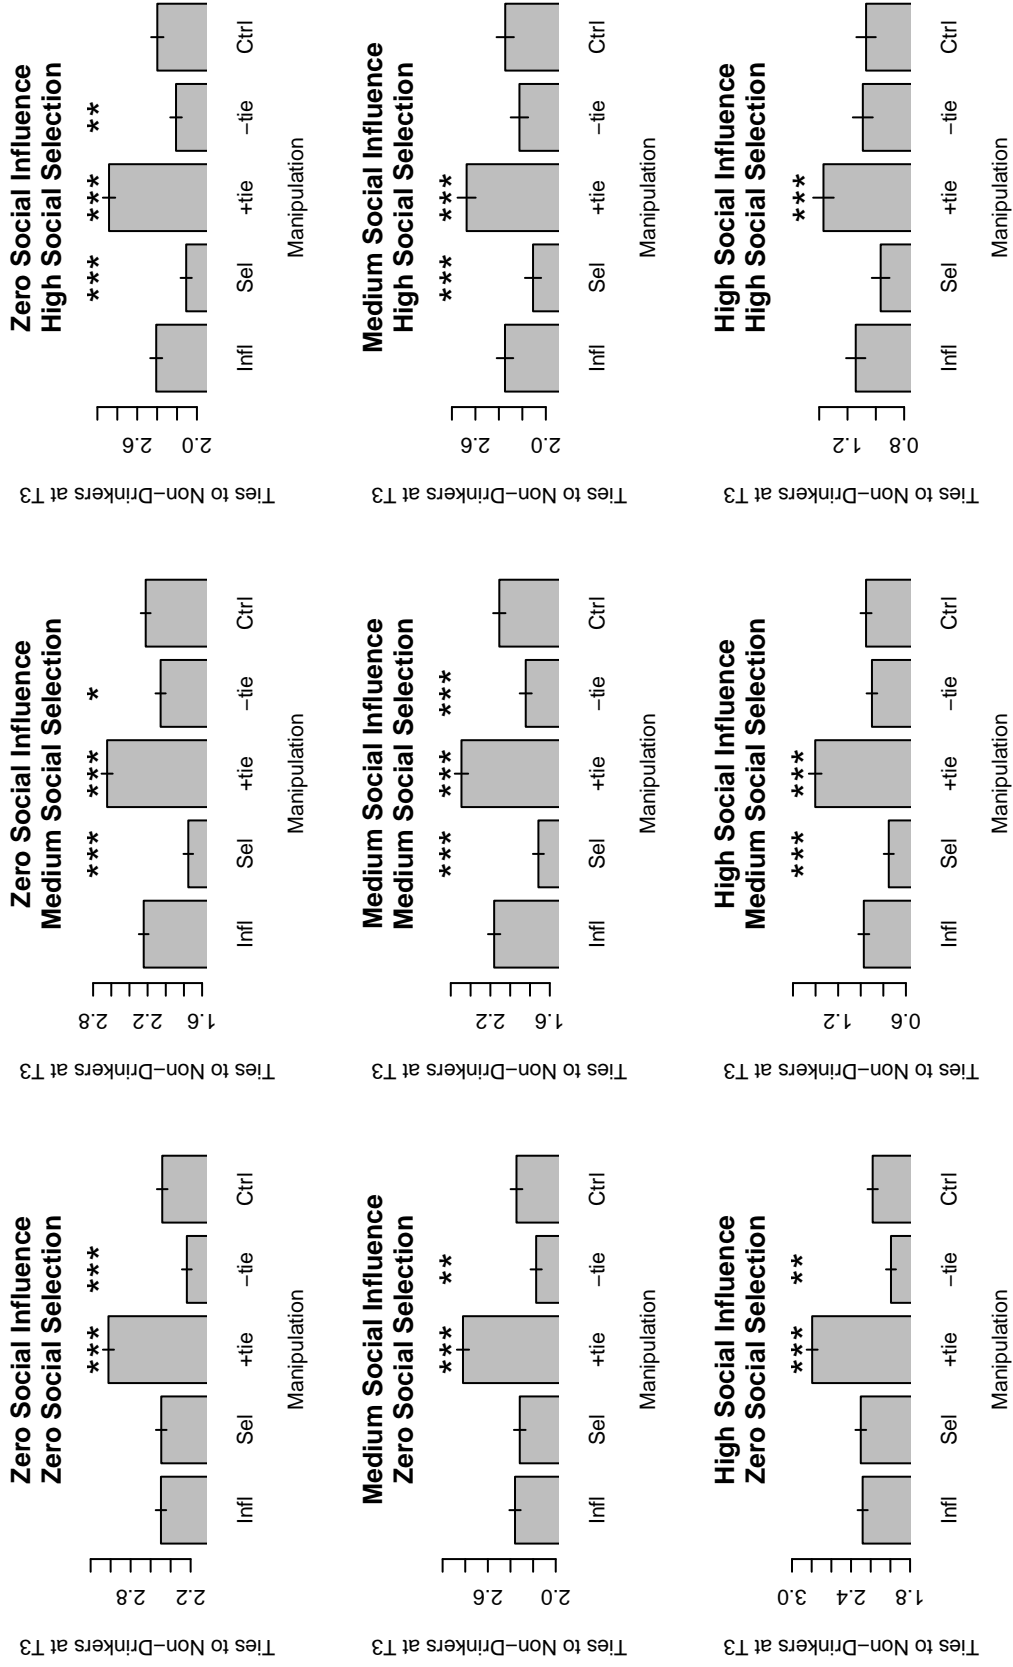 Zero Social Influence
Zero Social Selection
*** ***
2.8
2.2
Ties to Non−Drinkers at T3
Infl Sel +tie −tie Ctrl
Manipulation
Zero Social Influence
Medium Social Selection
*** *** *
2.8
2.2
1.6
Ties to Non−Drinkers at T3
Infl Sel +tie −tie Ctrl
Manipulation
Zero Social Influence
High Social Selection
*** *** **
2.6
2.0
Ties to Non−Drinkers at T3
Infl Sel +tie −tie Ctrl
Manipulation
Medium Social Influence
Zero Social Selection
*** **
2.6
2.0
Ties to Non−Drinkers at T3
Infl Sel +tie −tie Ctrl
Manipulation
Medium Social Influence
Medium Social Selection
*** *** ***
2.2
1.6
Ties to Non−Drinkers at T3
Infl Sel +tie −tie Ctrl
Manipulation
Medium Social Influence
High Social Selection
*** ***
2.6
2.0
Ties to Non−Drinkers at T3
Infl Sel +tie −tie Ctrl
Manipulation
High Social Influence
Zero Social Selection
*** **
3.0
2.4
1.8
Ties to Non−Drinkers at T3
Infl Sel +tie −tie Ctrl
Manipulation
High Social Influence
Medium Social Selection
*** ***
1.2
0.6
Ties to Non−Drinkers at T3
Infl Sel +tie −tie Ctrl
Manipulation
High Social Influence
High Social Selection
***
1.2
0.8
Ties to Non−Drinkers at T3
Infl Sel +tie −tie Ctrl
Manipulation